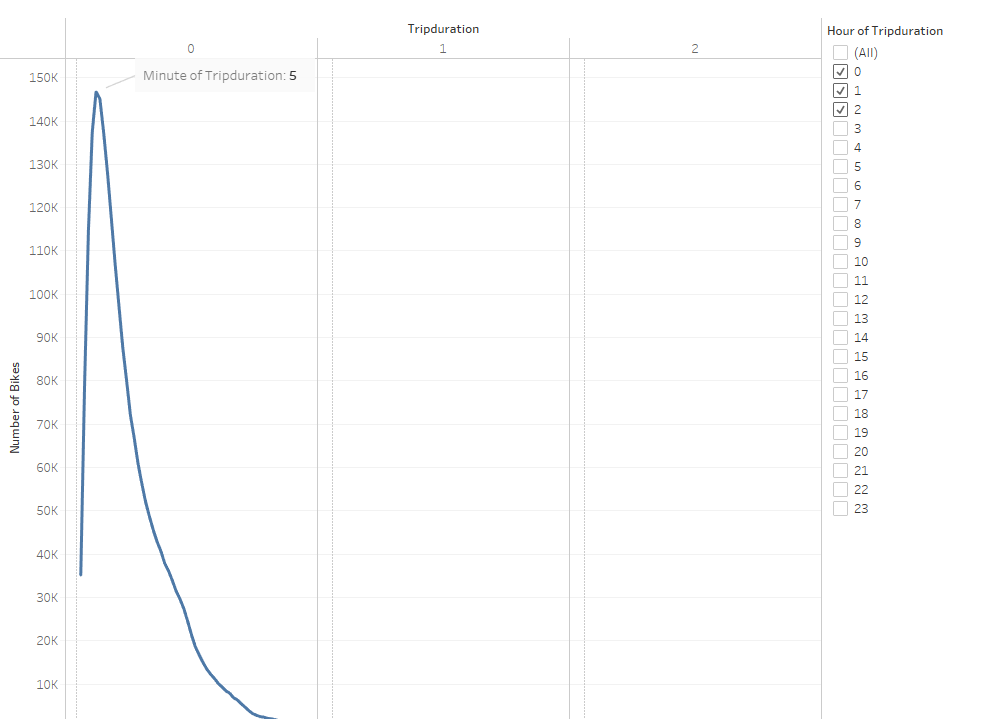 Tripduration
0
1
2
Minute of Tripduration: 5
150K
140K
130K
120K
110K
100K
90K
80K
70K
60K
50K
40K
30K
20K
10K
Number of Bikes
Hour of Tripduration
(All)
0
1
2
3
4
5
6
7
8
9
10
11
12
13
14
15
16
17
18
19
20
21
22
23